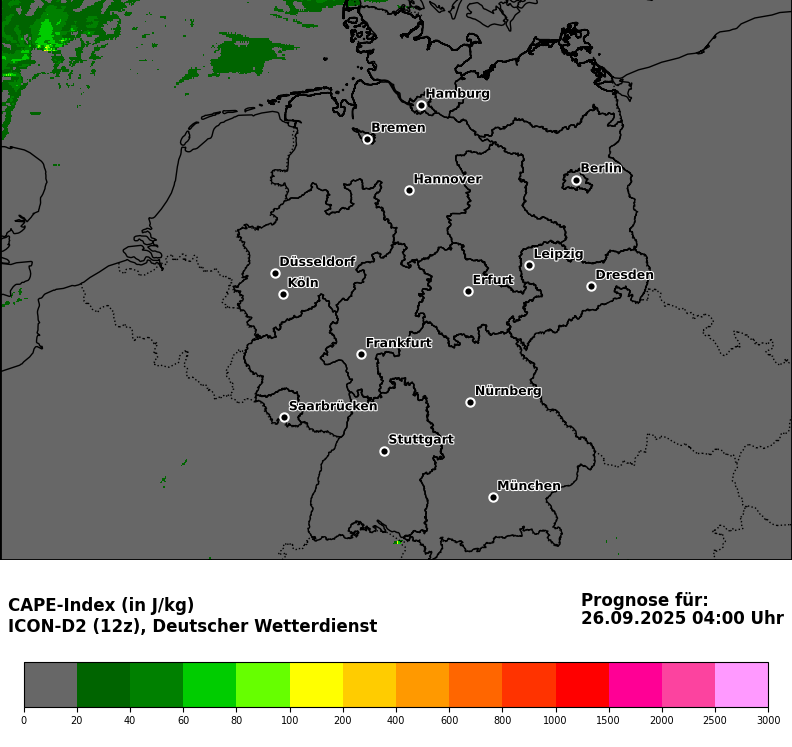 Hamburg
Bremen
Hannover
Berlin
Düsseldorf
Köln
Leipzig
Erfurt
Dresden
Frankfurt
Saarbrücken
Nürnberg
Stuttgart
München
CAPE-Index (in J/kg)
ICON-D2 (12z), Deutscher Wetterdienst
Prognose für:
26.09.2025 04:00 Uhr
0 20 40 60 80 100 200 400 600 800 1000 1500 2000 2500 3000